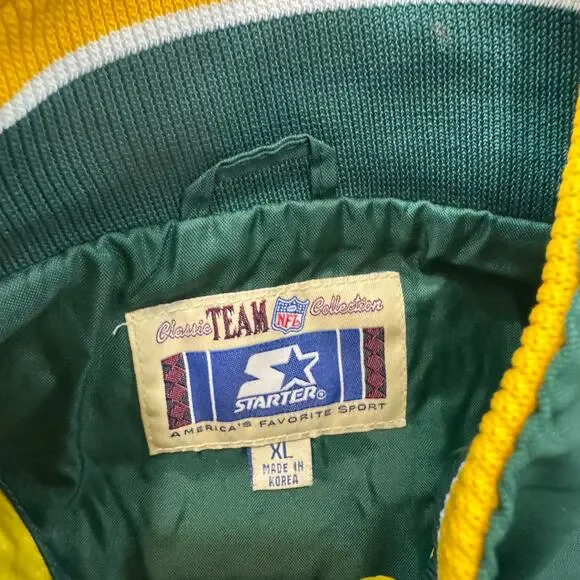 Classic TEAM NFL Collection
STARTER®
AMERICA'S FAVORITE SPORT
XL
MADE IN
KOREA